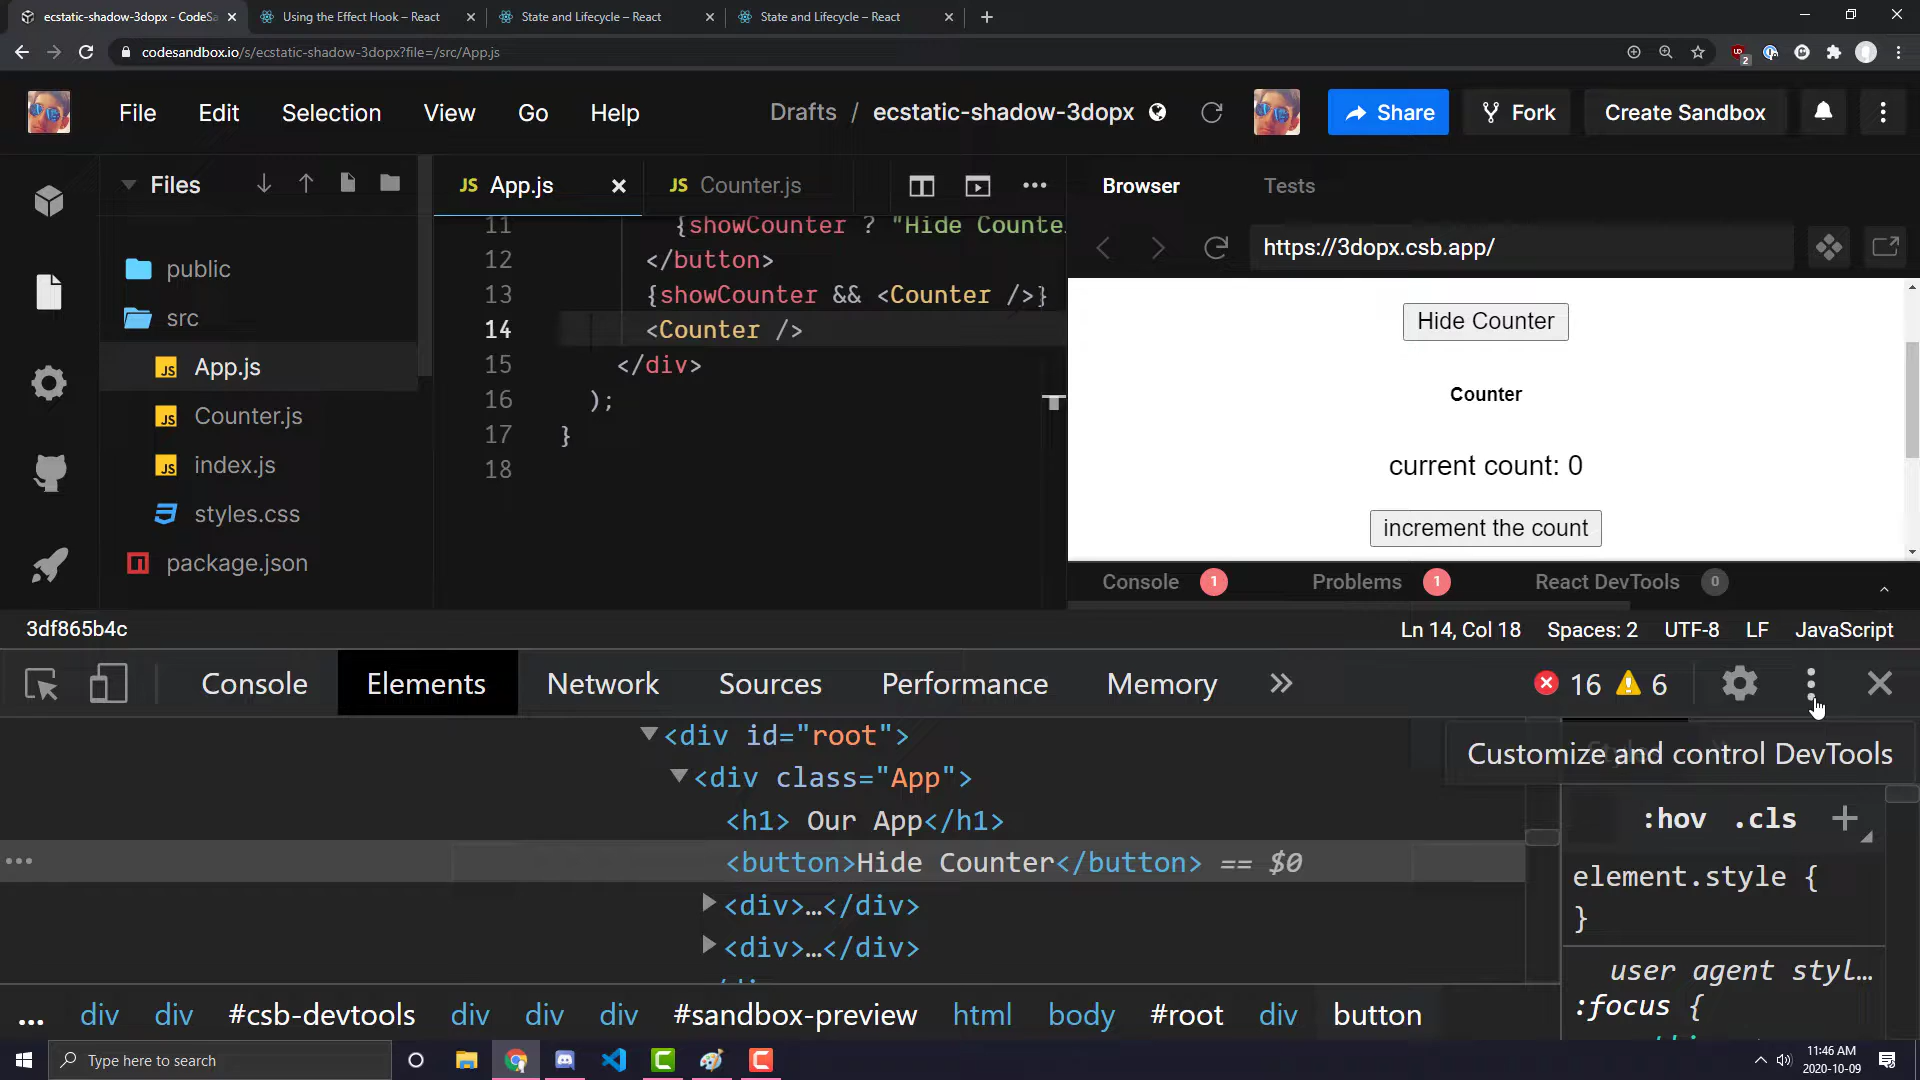 ecstatic-shadow-3dopx - CodeSa
Using the Effect Hook – React
State and Lifecycle – React
State and Lifecycle – React
codesandbox.io/s/ecstatic-shadow-3dopx?file=/src/App.js
2
File Edit Selection View Go Help
Drafts / ecstatic-shadow-3dopx
Share
Fork
Create Sandbox
Files
JS App.js
JS Counter.js
Browser
Tests
https://3dopx.csb.app/
public
src
JS App.js
JS Counter.js
JS index.js
styles.css
package.json
11 {showCounter ? "Hide Counte
12 </button>
13 {showCounter && <Counter />}
14 <Counter />
15 </div>
16 );
17 }
18
Hide Counter
Counter
current count: 0
increment the count
Console 1
Problems 1
React DevTools 0
3df865b4c
Ln 14, Col 18
Spaces: 2
UTF-8
LF
JavaScript
Console
Elements
Network
Sources
Performance
Memory
16
6
Customize and control DevTools
<div id="root">
<div class="App">
<h1> Our App</h1>
<button>Hide Counter</button> == $0
<div>…</div>
<div>…</div>
:hov .cls +
element.style {
}
user agent styl…
:focus {
... div div #csb-devtools div div div #sandbox-preview html body #root div button
Type here to search
11:46 AM
2020-10-09